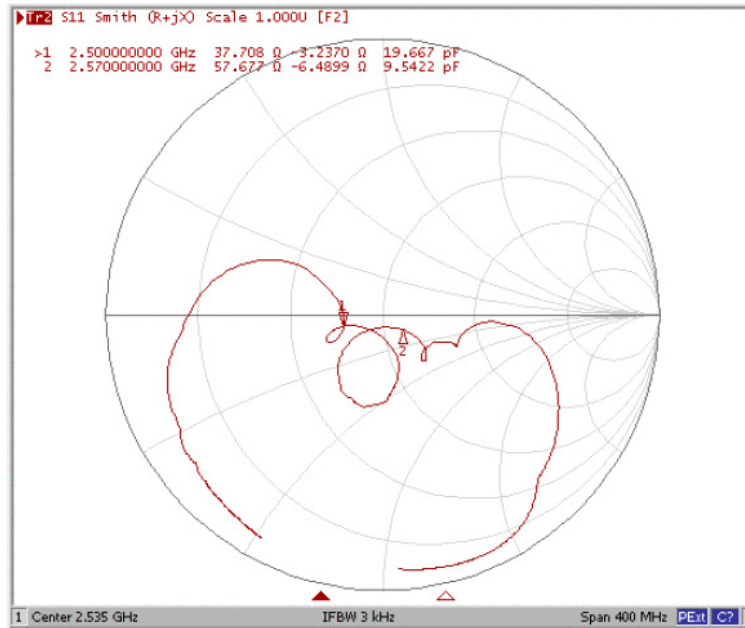 Tr2 S11 Smith (R+jX) Scale 1.000U [F2]
>1 2.500000000 GHz 37.708 Ω -3.2370 Ω 19.667 pF
2 2.570000000 GHz 57.677 Ω -6.4899 Ω 9.5422 pF
1
2
1 Center 2.535 GHz IFBW 3 kHz Span 400 MHz PExt C?